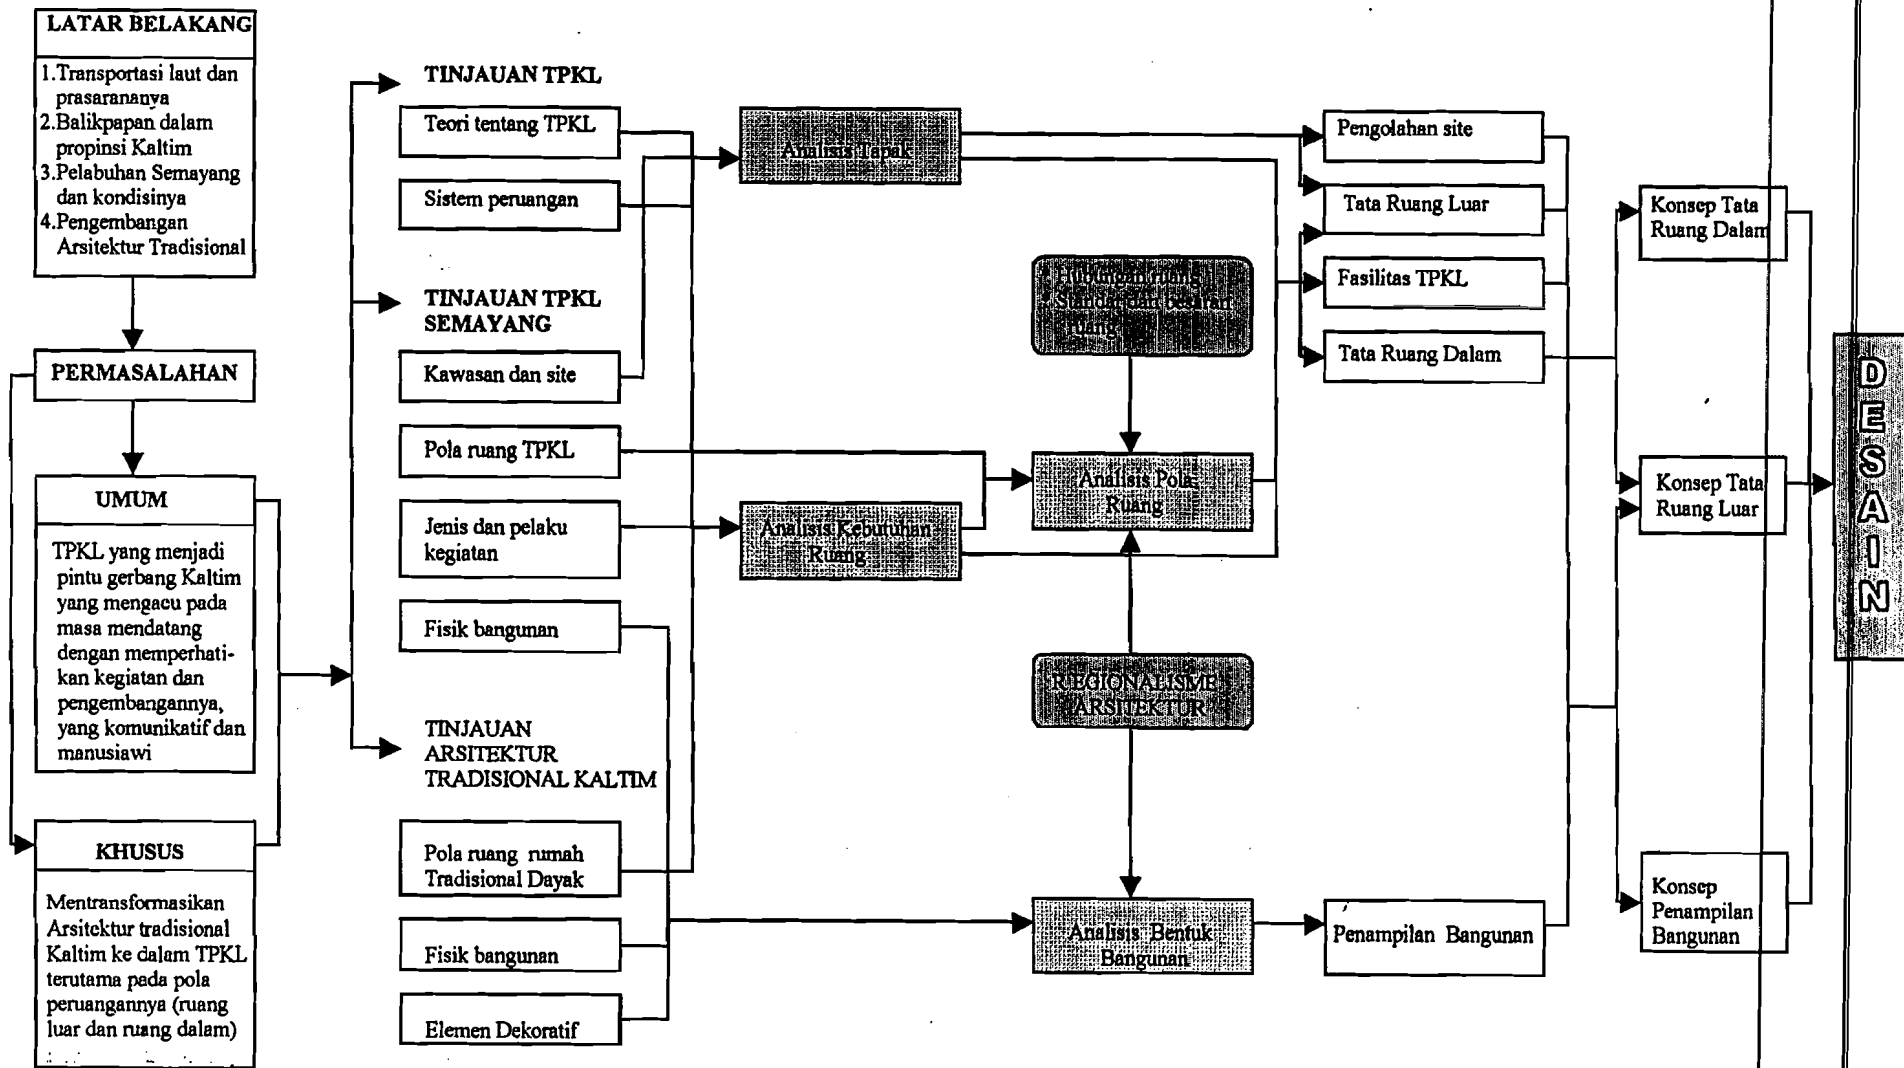 LATAR BELAKANG
1.Transportasi laut dan
prasarananya
2.Balikpapan dalam
propinsi Kaltim
3.Pelabuhan Semayang
dan kondisinya
4.Pengembangan
Arsitektur Tradisional
PERMASALAHAN
UMUM
TPKL yang menjadi
pintu gerbang Kaltim
yang mengacu pada
masa mendatang
dengan memperhati-
kan kegiatan dan
pengembangannya,
yang komunikatif dan
manusiawi
KHUSUS
Mentransformasikan
Arsitektur tradisional
Kaltim ke dalam TPKL
terutama pada pola
peruangannya (ruang
luar dan ruang dalam)
TINJAUAN TPKL
Teori tentang TPKL
Sistem peruangan
TINJAUAN TPKL
SEMAYANG
Kawasan dan site
Pola ruang TPKL
Jenis dan pelaku
kegiatan
Fisik bangunan
TINJAUAN
ARSITEKTUR
TRADISIONAL KALTIM
Pola ruang rumah
Tradisional Dayak
Fisik bangunan
Elemen Dekoratif
Analisis Tapak
Analisis Kebutuhan
Ruang
Hubungan ruang
Standar dan besaran
ruang
Analisis Pola
Ruang
REGIONALISME
ARSITEKTUR
Analisis Bentuk
Bangunan
Pengolahan site
Tata Ruang Luar
Fasilitas TPKL
Tata Ruang Dalam
Penampilan Bangunan
Konsep Tata
Ruang Dalam
Konsep Tata
Ruang Luar
Konsep
Penampilan
Bangunan
DESAIN